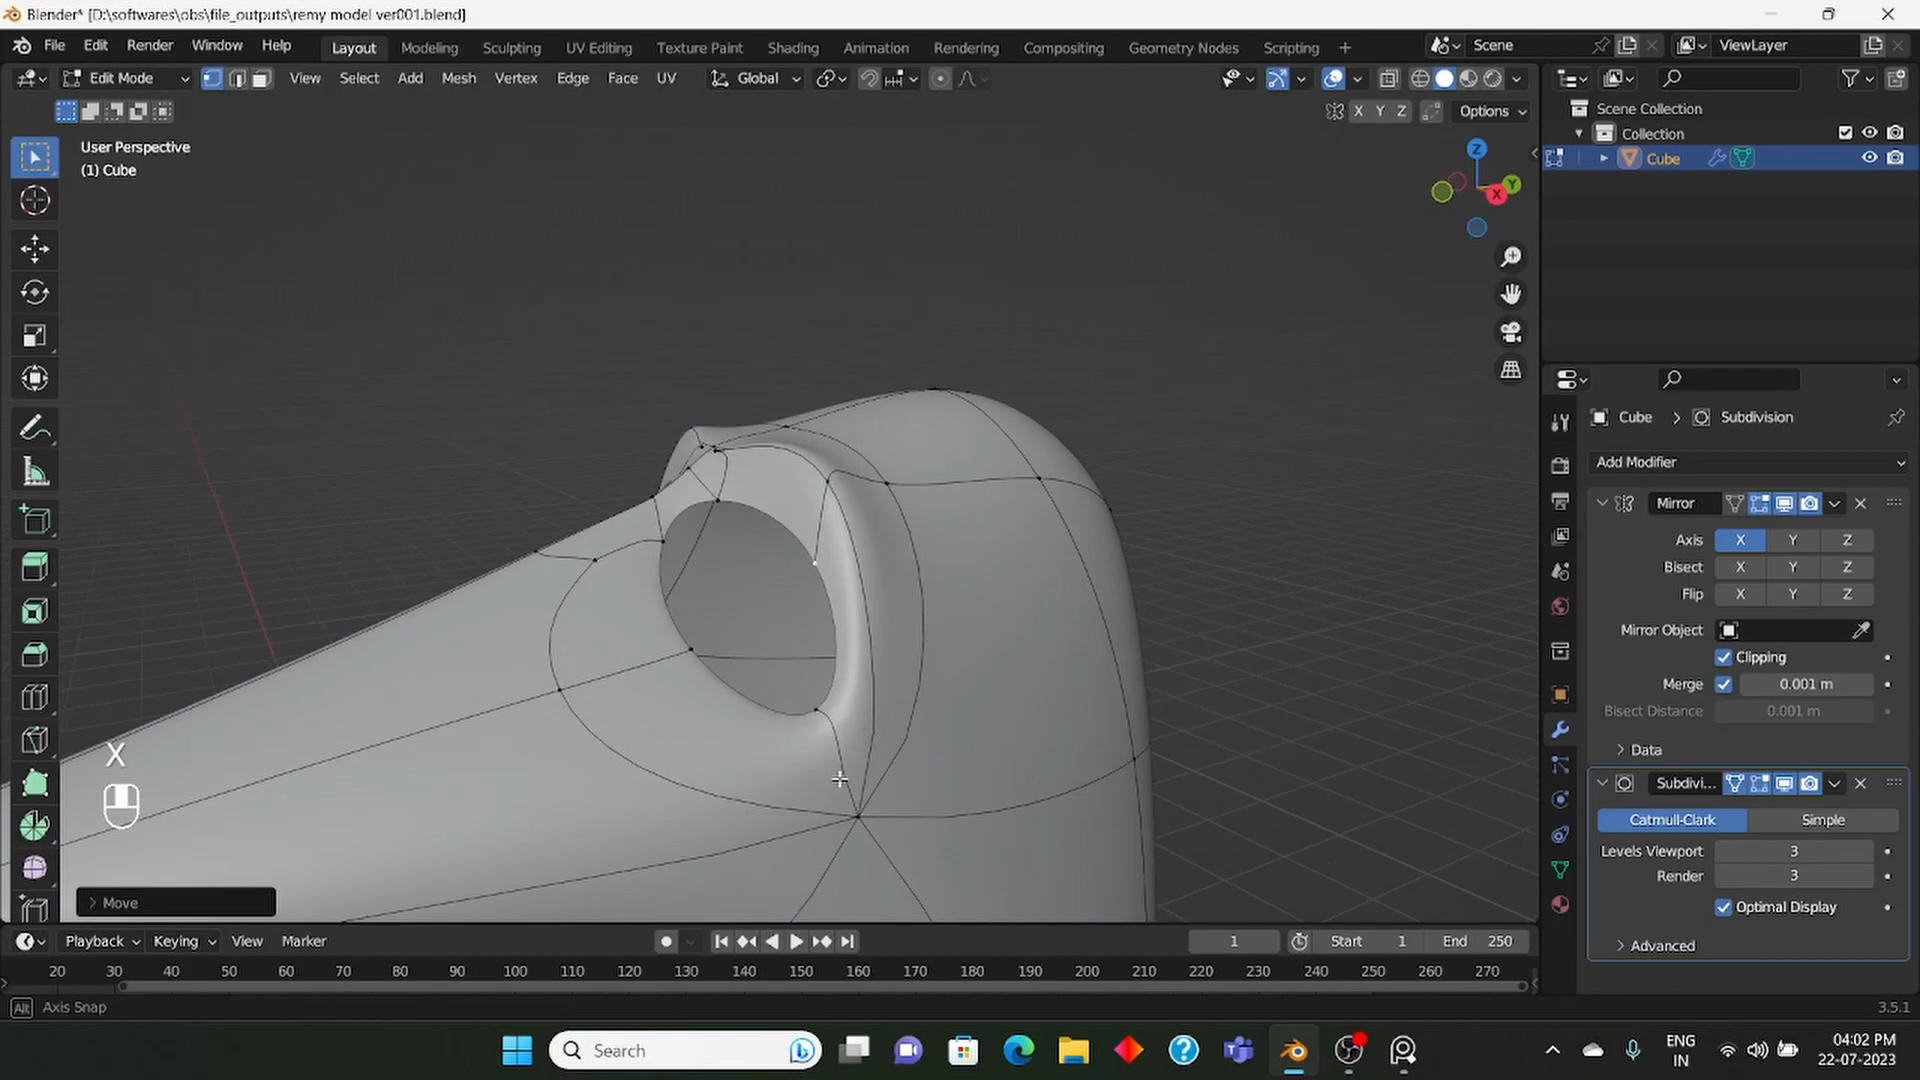 Blender* [D:\softwares\obs\file_outputs\remy model ver001.blend]
File Edit Render Window Help Layout Modeling Sculpting UV Editing Texture Paint Shading Animation Rendering Compositing Geometry Nodes Scripting + Scene ViewLayer
Edit Mode View Select Add Mesh Vertex Edge Face UV Global
X Y Z Options
User Perspective
(1) Cube
Z
Y
X
Scene Collection
Collection
Cube
Cube > Subdivision
Add Modifier
Mirror
Axis X Y Z
Bisect X Y Z
Flip X Y Z
Mirror Object
Clipping
Merge 0.001 m
Bisect Distance 0.001 m
Data
Subdivi...
Catmull-Clark Simple
Levels Viewport 3
Render 3
Optimal Display
Advanced
X
Move
Playback Keying View Marker 1 Start 1 End 250
20 30 40 50 60 70 80 90 100 110 120 130 140 150 160 170 180 190 200 210 220 230 240 250 260 270
Alt Axis Snap 3.5.1
Search
ENG
IN
04:02 PM
22-07-2023